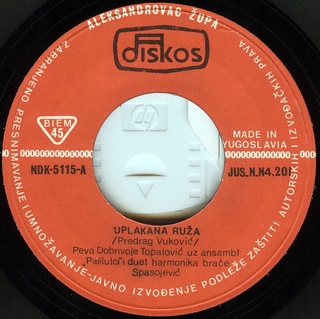 ALEKSANDROVAC ŽUPA
diskos
ZABRANJENO PRESNIMAVANJE I UMNOŽAVANJE-JAVNO IZVOĐENJE PODLEŽE ZAŠTITI AUTORSKIH I IZVOĐAČKIH PRAVA
BIEM
45
MADE IN
YUGOSLAVIA
NDK-5115-A
JUS.N.N4.201
hp
UPLAKANA RUŽA
/Predrag Vuković/
Peva Dobrivoje Topalović uz ansambl
"Palilulci" i duet harmonika braće
Spasojević